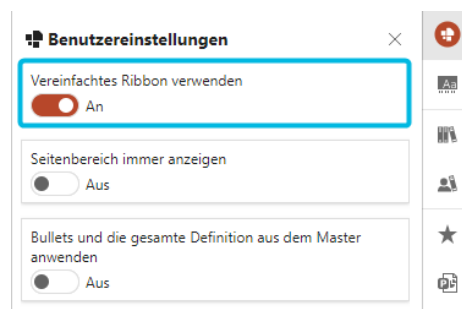 Benutzereinstellungen
Vereinfachtes Ribbon verwenden
An
Aa
Seitenbereich immer anzeigen
Aus
Bullets und die gesamte Definition aus dem Master
anwenden
Aus
P